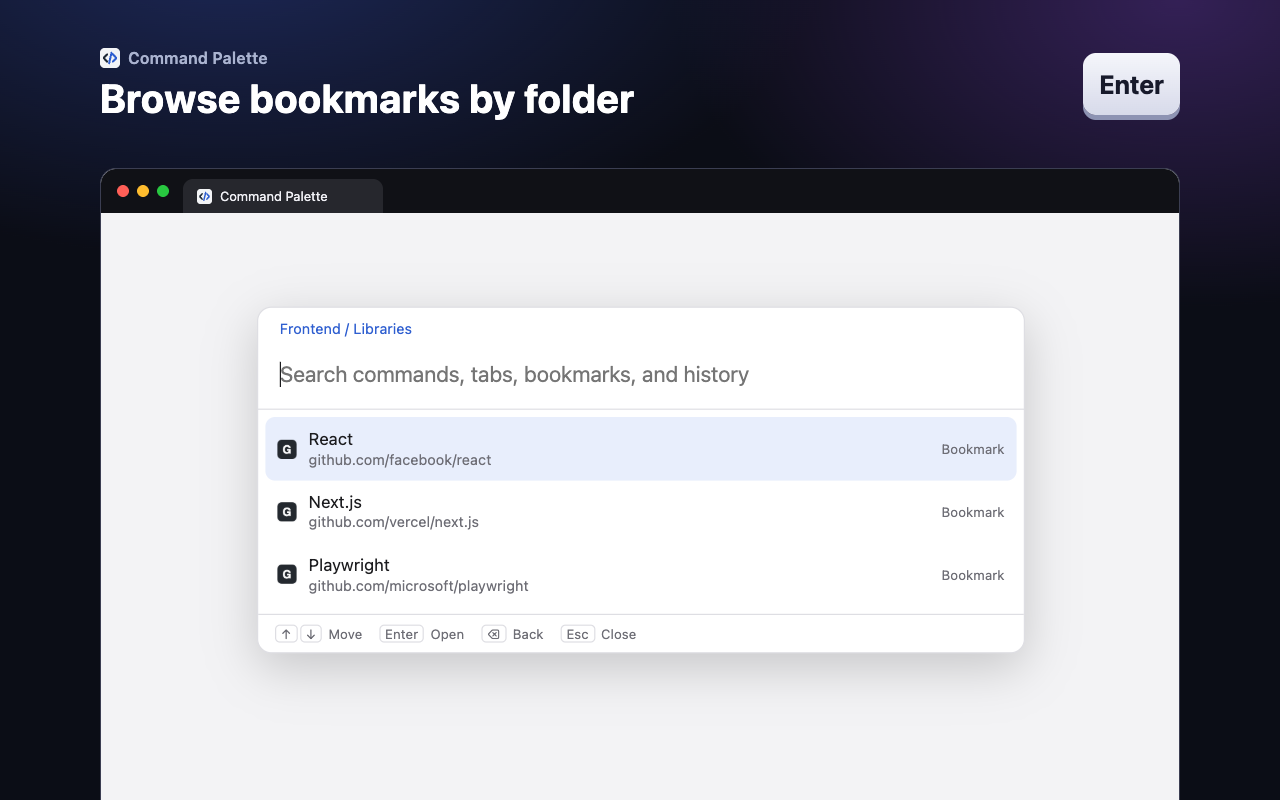 Command Palette
Browse bookmarks by folder
Enter
Command Palette
Frontend / Libraries
Search commands, tabs, bookmarks, and history
G React
github.com/facebook/react
Bookmark
G Next.js
github.com/vercel/next.js
Bookmark
G Playwright
github.com/microsoft/playwright
Bookmark
↑ ↓ Move Enter Open ⌫ Back Esc Close